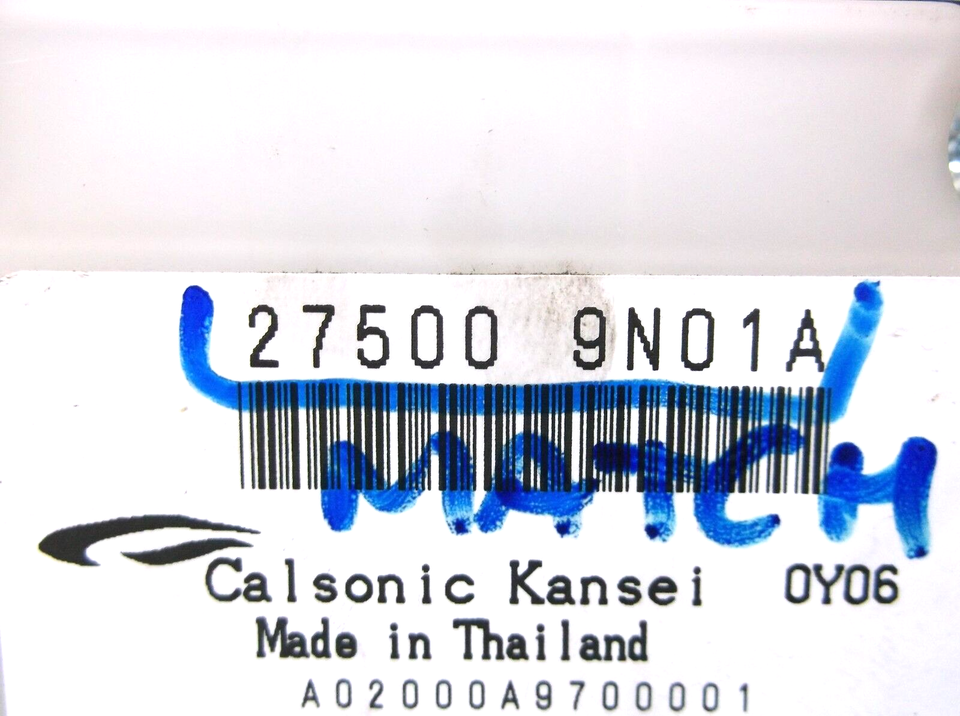 27500 9N01A
MATCH
Calsonic Kansei 0Y06
Made in Thailand
A02000A9700001